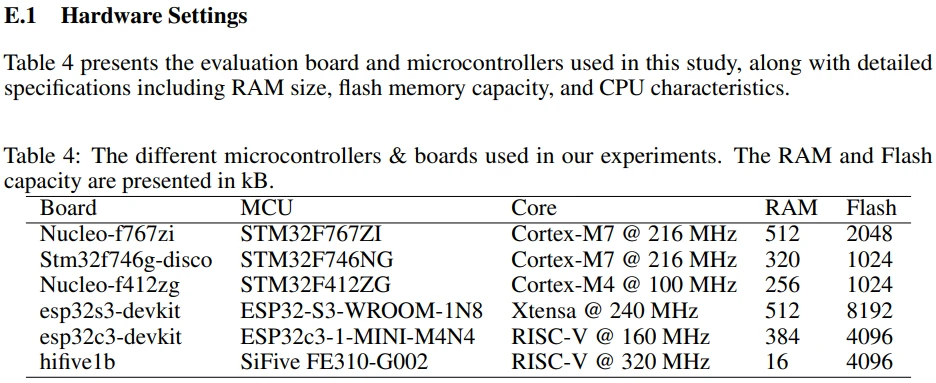 E.1 Hardware Settings
Table 4 presents the evaluation board and microcontrollers used in this study, along with detailed
specifications including RAM size, flash memory capacity, and CPU characteristics.
Table 4: The different microcontrollers & boards used in our experiments. The RAM and Flash
capacity are presented in kB.
Board MCU Core RAM Flash
Nucleo-f767zi STM32F767ZI Cortex-M7 @ 216 MHz 512 2048
Stm32f746g-disco STM32F746NG Cortex-M7 @ 216 MHz 320 1024
Nucleo-f412zg STM32F412ZG Cortex-M4 @ 100 MHz 256 1024
esp32s3-devkit ESP32-S3-WROOM-1N8 Xtensa @ 240 MHz 512 8192
esp32c3-devkit ESP32c3-1-MINI-M4N4 RISC-V @ 160 MHz 384 4096
hifive1b SiFive FE310-G002 RISC-V @ 320 MHz 16 4096